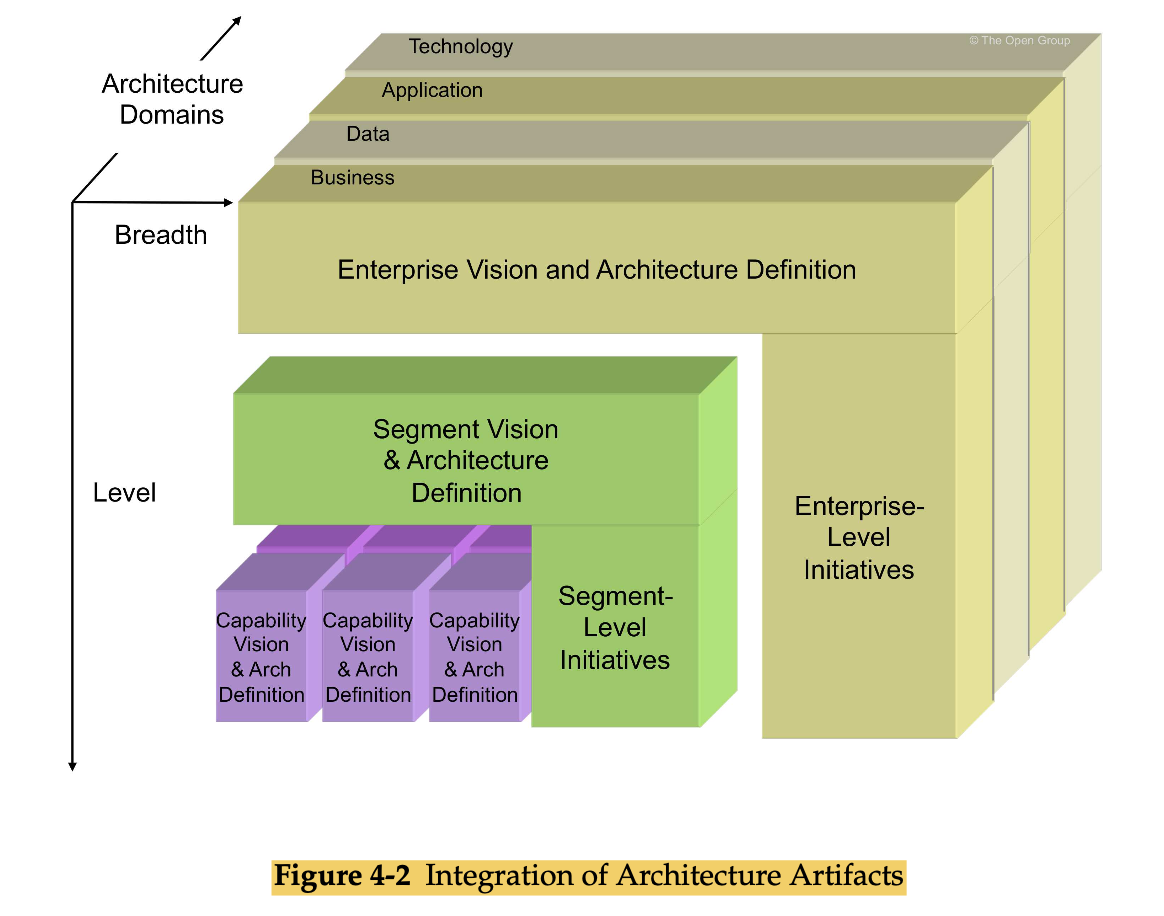 © The Open Group
Technology
Application
Data
Business
Architecture
Domains
Breadth
Level
Enterprise Vision and Architecture Definition
Segment Vision
& Architecture
Definition
Enterprise-
Level
Initiatives
Segment-
Level
Initiatives
Capability
Vision
& Arch
Definition
Capability
Vision
& Arch
Definition
Capability
Vision
& Arch
Definition
Figure 4-2 Integration of Architecture Artifacts